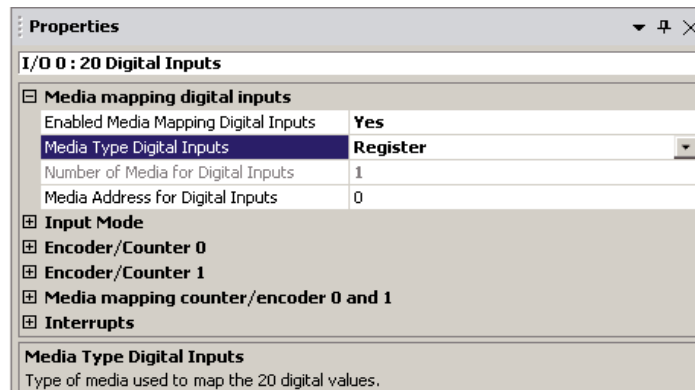 Properties
I/O 0 : 20 Digital Inputs
Media mapping digital inputs
Enabled Media Mapping Digital Inputs Yes
Media Type Digital Inputs Register
Number of Media for Digital Inputs 1
Media Address for Digital Inputs 0
Input Mode
Encoder/Counter 0
Encoder/Counter 1
Media mapping counter/encoder 0 and 1
Interrupts
Media Type Digital Inputs
Type of media used to map the 20 digital values.